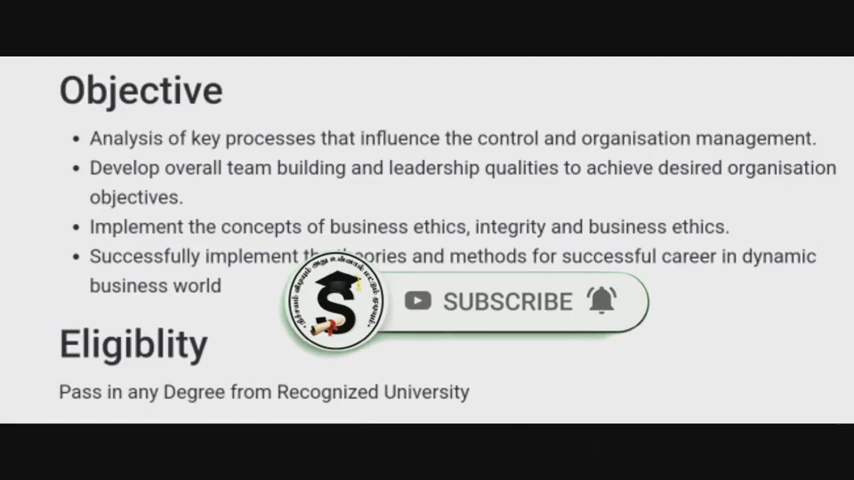 Objective
• Analysis of key processes that influence the control and organisation management.
• Develop overall team building and leadership qualities to achieve desired organisation
objectives.
• Implement the concepts of business ethics, integrity and business ethics.
• Successfully implement the theories and methods for successful career in dynamic
business world
S
SUBSCRIBE
Eligiblity
Pass in any Degree from Recognized University